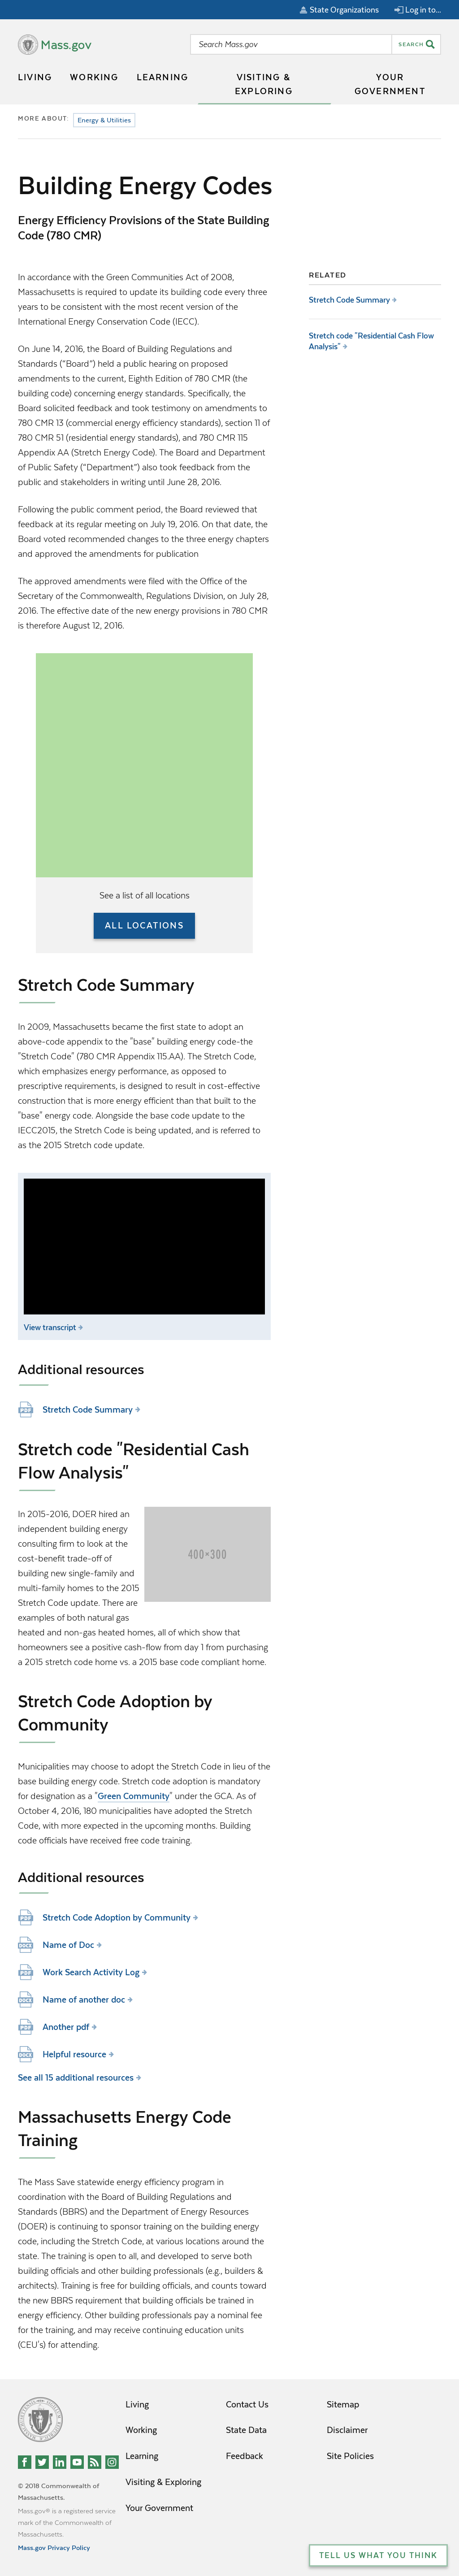 State Organizations
Log in to...
Mass.gov
Search Mass.gov
SEARCH
LIVING
WORKING
LEARNING
VISITING &
EXPLORING
YOUR
GOVERNMENT
MORE ABOUT:
Energy & Utilities
Building Energy Codes
Energy Efficiency Provisions of the State Building
Code (780 CMR)
In accordance with the Green Communities Act of 2008,
Massachusetts is required to update its building code every three
years to be consistent with the most recent version of the
International Energy Conservation Code (IECC).
On June 14, 2016, the Board of Building Regulations and
Standards ("Board") held a public hearing on proposed
amendments to the current, Eighth Edition of 780 CMR (the
building code) concerning energy standards. Specifically, the
Board solicited feedback and took testimony on amendments to
780 CMR 13 (commercial energy efficiency standards), section 11 of
780 CMR 51 (residential energy standards), and 780 CMR 115
Appendix AA (Stretch Energy Code). The Board and Department
of Public Safety ("Department") also took feedback from the
public and stakeholders in writing until June 28, 2016.
Following the public comment period, the Board reviewed that
feedback at its regular meeting on July 19, 2016. On that date, the
Board voted recommended changes to the three energy chapters
and approved the amendments for publication
The approved amendments were filed with the Office of the
Secretary of the Commonwealth, Regulations Division, on July 28,
2016. The effective date of the new energy provisions in 780 CMR
is therefore August 12, 2016.
RELATED
Stretch Code Summary
Stretch code "Residential Cash Flow
Analysis"
See a list of all locations
ALL LOCATIONS
Stretch Code Summary
In 2009, Massachusetts became the first state to adopt an
above-code appendix to the "base" building energy code-the
"Stretch Code" (780 CMR Appendix 115.AA). The Stretch Code,
which emphasizes energy performance, as opposed to
prescriptive requirements, is designed to result in cost-effective
construction that is more energy efficient than that built to the
"base" energy code. Alongside the base code update to the
IECC2015, the Stretch Code is being updated, and is referred to
as the 2015 Stretch code update.
View transcript
Additional resources
PDF
Stretch Code Summary
Stretch code "Residential Cash
Flow Analysis"
In 2015-2016, DOER hired an
independent building energy
consulting firm to look at the
cost-benefit trade-off of
building new single-family and
multi-family homes to the 2015
Stretch Code update. There are
examples of both natural gas
heated and non-gas heated homes, all of which show that
homeowners see a positive cash-flow from day 1 from purchasing
a 2015 stretch code home vs. a 2015 base code compliant home.
400×300
Stretch Code Adoption by
Community
Municipalities may choose to adopt the Stretch Code in lieu of the
base building energy code. Stretch code adoption is mandatory
for designation as a "Green Community" under the GCA. As of
October 4, 2016, 180 municipalities have adopted the Stretch
Code, with more expected in the upcoming months. Building
code officials have received free code training.
Additional resources
PDF
Stretch Code Adoption by Community
DOCX
Name of Doc
PDF
Work Search Activity Log
DOCX
Name of another doc
PDF
Another pdf
DOCX
Helpful resource
See all 15 additional resources
Massachusetts Energy Code
Training
The Mass Save statewide energy efficiency program in
coordination with the Board of Building Regulations and
Standards (BBRS) and the Department of Energy Resources
(DOER) is continuing to sponsor training on the building energy
code, including the Stretch Code, at various locations around the
state. The training is open to all, and developed to serve both
building officials and other building professionals (e.g., builders &
architects). Training is free for building officials, and counts toward
the new BBRS requirement that building officials be trained in
energy efficiency. Other building professionals pay a nominal fee
for the training, and may receive continuing education units
(CEU's) for attending.
Living
Working
Learning
Visiting & Exploring
Your Government
Contact Us
State Data
Feedback
Sitemap
Disclaimer
Site Policies
© 2018 Commonwealth of
Massachusetts.
Mass.gov® is a registered service
mark of the Commonwealth of
Massachusetts.
Mass.gov Privacy Policy
TELL US WHAT YOU THINK